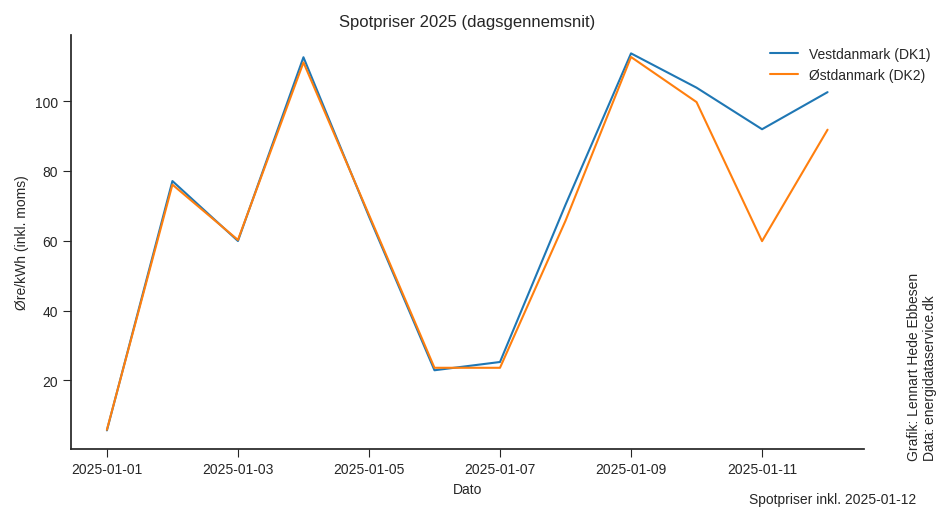 Spotpriser 2025 (dagsgennemsnit)
Vestdanmark (DK1)
Østdanmark (DK2)
Øre/kWh (inkl. moms)
100
80
60
40
20
2025-01-01
2025-01-03
2025-01-05
2025-01-07
2025-01-09
2025-01-11
Dato
Grafik: Lennart Hede Ebbesen
Data: energidataservice.dk
Spotpriser inkl. 2025-01-12